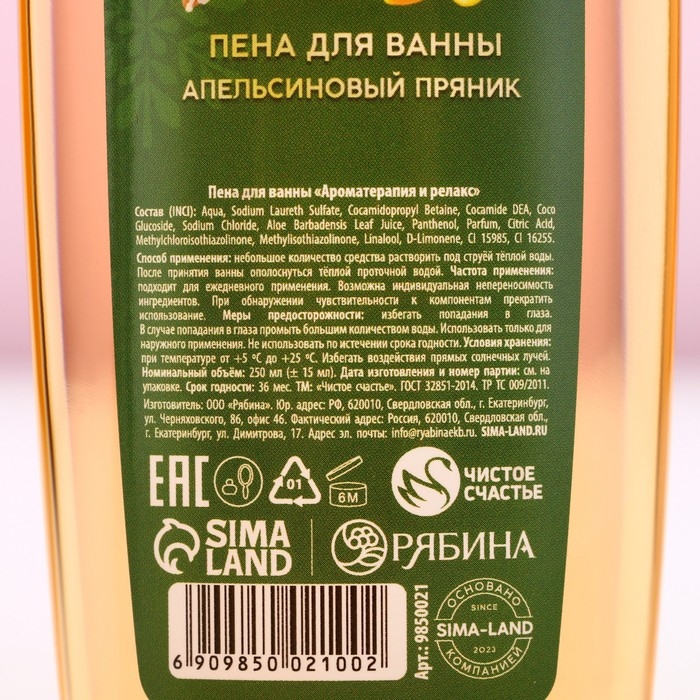 ПЕНА ДЛЯ ВАННЫ
АПЕЛЬСИНОВЫЙ ПРЯНИК
Пена для ванны «Ароматерапия и релакс»
Состав (INCI): Aqua, Sodium Laureth Sulfate, Cocamidopropyl Betaine, Cocamide DEA, Coco
Glucoside, Sodium Chloride, Aloe Barbadensis Leaf Juice, Panthenol, Parfum, Citric Acid,
Methylchloroisothiazolinone, Methylisothiazolinone, Linalool, D-Limonene, CI 15985, CI 16255.
Способ применения: небольшое количество средства растворить под струёй тёплой воды.
После принятия ванны ополоснуться тёплой проточной водой. Частота применения:
подходит для ежедневного применения. Возможна индивидуальная непереносимость
ингредиентов. При обнаружении чувствительности к компонентам прекратить
использование. Меры предосторожности: избегать попадания в глаза.
В случае попадания в глаза промыть большим количеством воды. Использовать только для
наружного применения. Не использовать по истечении срока годности. Условия хранения:
при температуре от +5 °С до +25 °С. Избегать воздействия прямых солнечных лучей.
Номинальный объём: 250 мл (± 15 мл). Дата изготовления и номер партии: см. на
упаковке. Срок годности: 36 мес. ТМ: «Чистое счастье». ГОСТ 32851-2014. ТР ТС 009/2011.
Изготовитель: ООО «Рябина». Юр. адрес: РФ, 620010, Свердловская обл., г. Екатеринбург,
ул. Черняховского, 86, офис 46. Фактический адрес: Россия, 620010, Свердловская обл.,
г. Екатеринбург, ул. Димитрова, 17. Адрес эл. почты: info@ryabinaekb.ru. SIMA-LAND.RU
EAC
01
6M
ЧИСТОЕ
СЧАСТЬЕ
SIMA
LAND
РЯБИНА
6 909850 021002
Арт.: 9850021
ОСНОВАНО
SINCE
SIMA-LAND
2023
КОМПАНИЕЙ